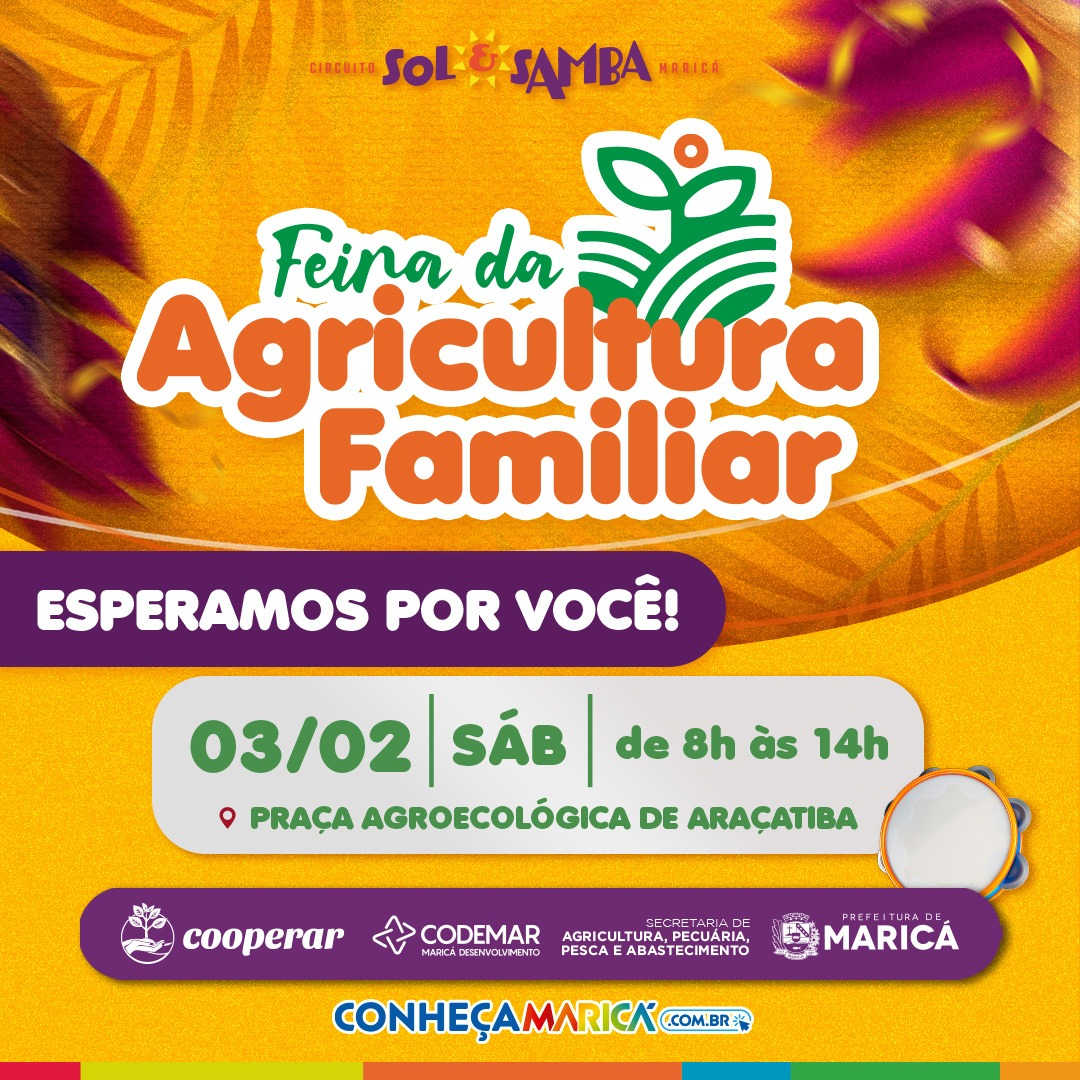 CIRCUITO SOL & SAMBA MARICÁ
Feira da
Agricultura
Familiar
ESPERAMOS POR VOCÊ!
03/02 SÁB de 8h às 14h
PRAÇA AGROECOLÓGICA DE ARAÇATIBA
cooperar
CODEMAR
MARICÁ DESENVOLVIMENTO
SECRETARIA DE
AGRICULTURA, PECUÁRIA,
PESCA E ABASTECIMENTO
PREFEITURA DE
MARICÁ
CONHEÇAMARICÁ.COM.BR